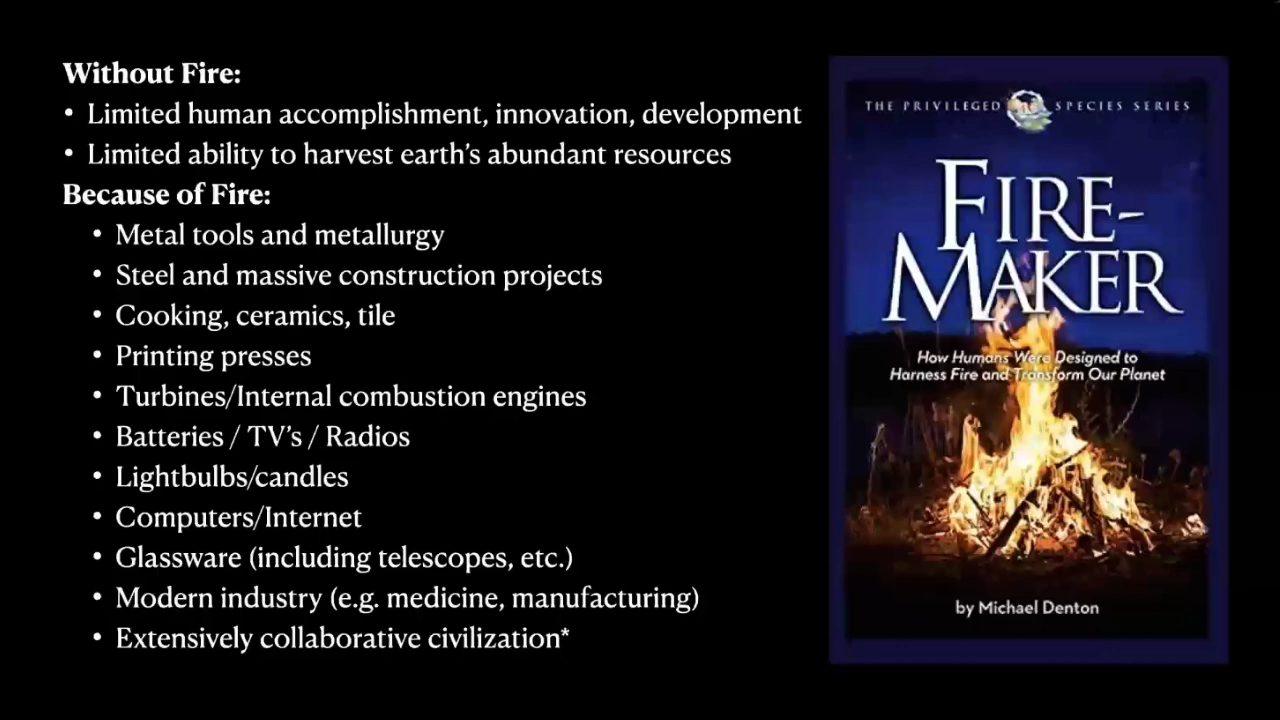 Without Fire:
• Limited human accomplishment, innovation, development
• Limited ability to harvest earth’s abundant resources
Because of Fire:
• Metal tools and metallurgy
• Steel and massive construction projects
• Cooking, ceramics, tile
• Printing presses
• Turbines/Internal combustion engines
• Batteries / TV’s / Radios
• Lightbulbs/candles
• Computers/Internet
• Glassware (including telescopes, etc.)
• Modern industry (e.g. medicine, manufacturing)
• Extensively collaborative civilization*
THE PRIVILEGED SPECIES SERIES
FIRE-
MAKER
How Humans Were Designed to
Harness Fire and Transform Our Planet
by Michael Denton